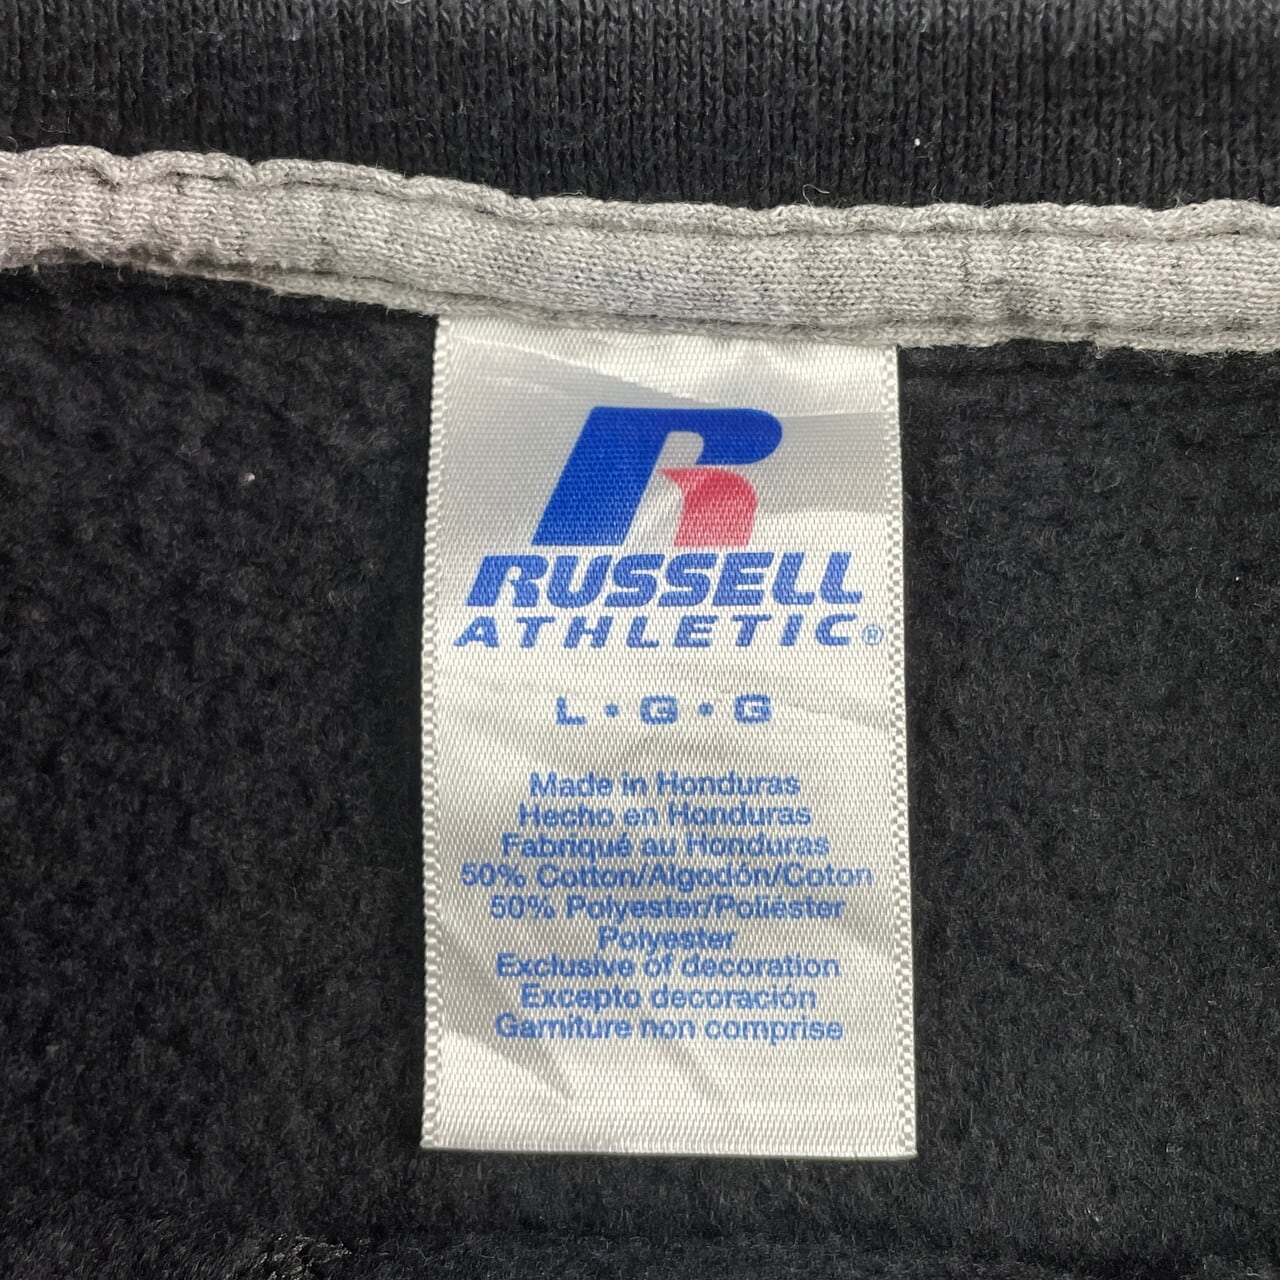 R
RUSSELL
ATHLETIC®
L • G • G
Made in Honduras
Hecho en Honduras
Fabriqué au Honduras
50% Cotton/Algodón/Coton
50% Polyester/Poliéster
Polyester
Exclusive of decoration
Excepto decoración
Garniture non comprise